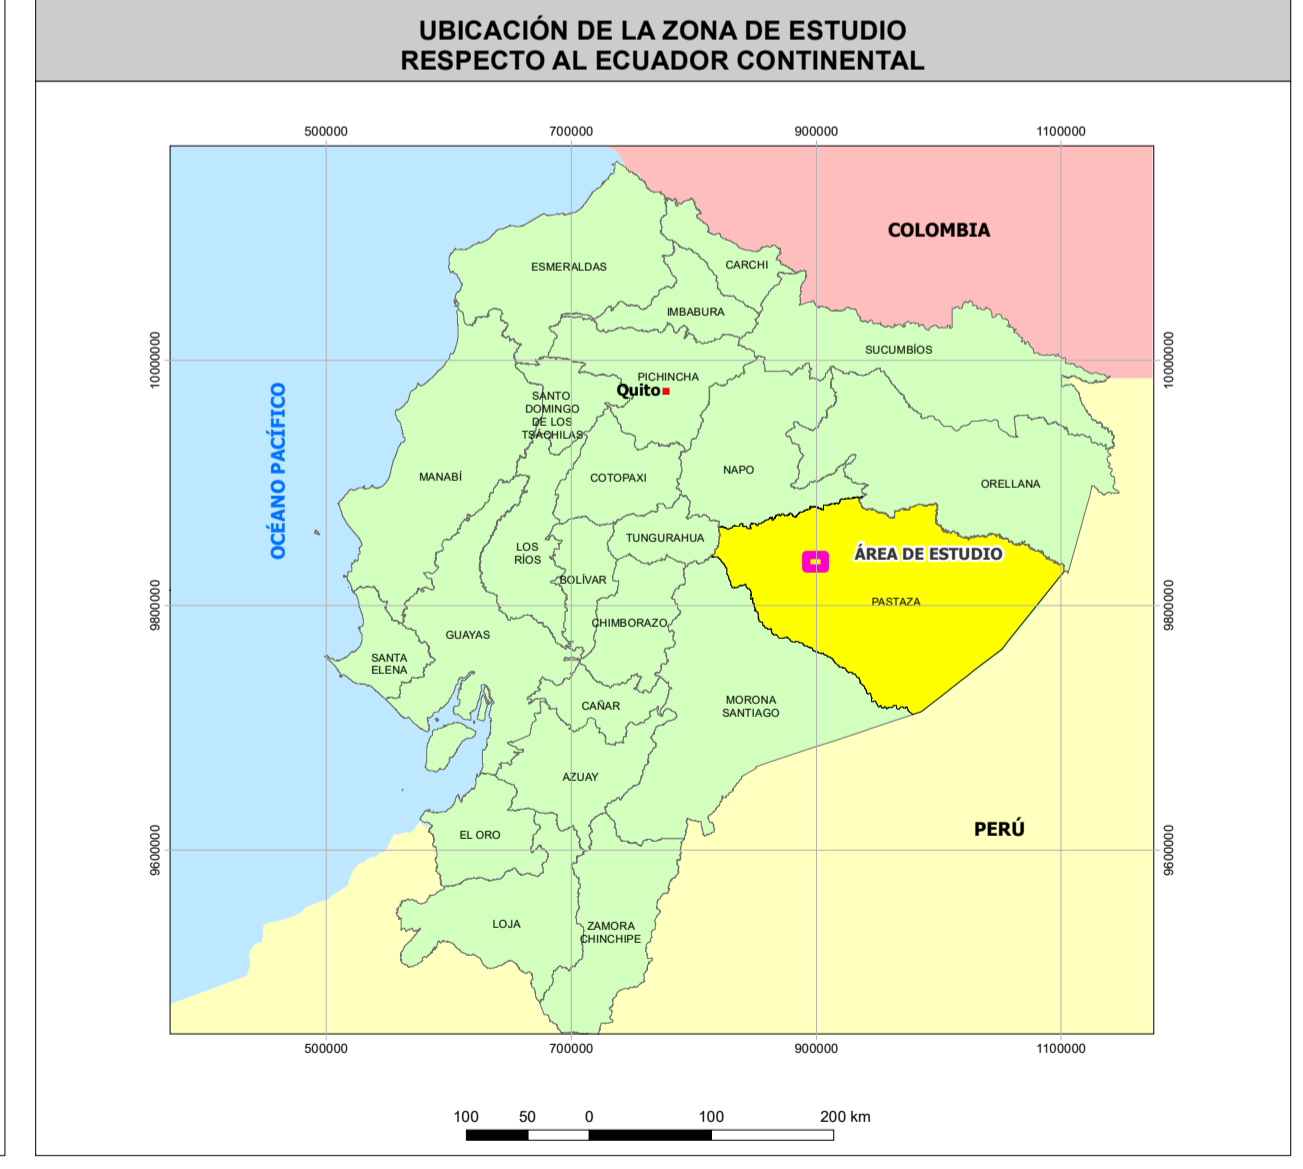 UBICACIÓN DE LA ZONA DE ESTUDIO
RESPECTO AL ECUADOR CONTINENTAL
500000
700000
900000
1100000
COLOMBIA
CARCHI
ESMERALDAS
IMBABURA
SUCUMBÍOS
10000000
10000000
PICHINCHA
Quito
SANTO
DOMINGO
DE LOS
TSÁCHILAS
OCÉANO PACÍFICO
MANABÍ
COTOPAXI
NAPO
ORELLANA
TUNGURAHUA
LOS
RÍOS
ÁREA DE ESTUDIO
BOLÍVAR
PASTAZA
9800000
9800000
CHIMBORAZO
GUAYAS
SANTA
ELENA
MORONA
SANTIAGO
CAÑAR
AZUAY
PERÚ
EL ORO
9600000
9600000
LOJA
ZAMORA
CHINCHIPE
500000
700000
900000
1100000
100
50
0
100
200 km